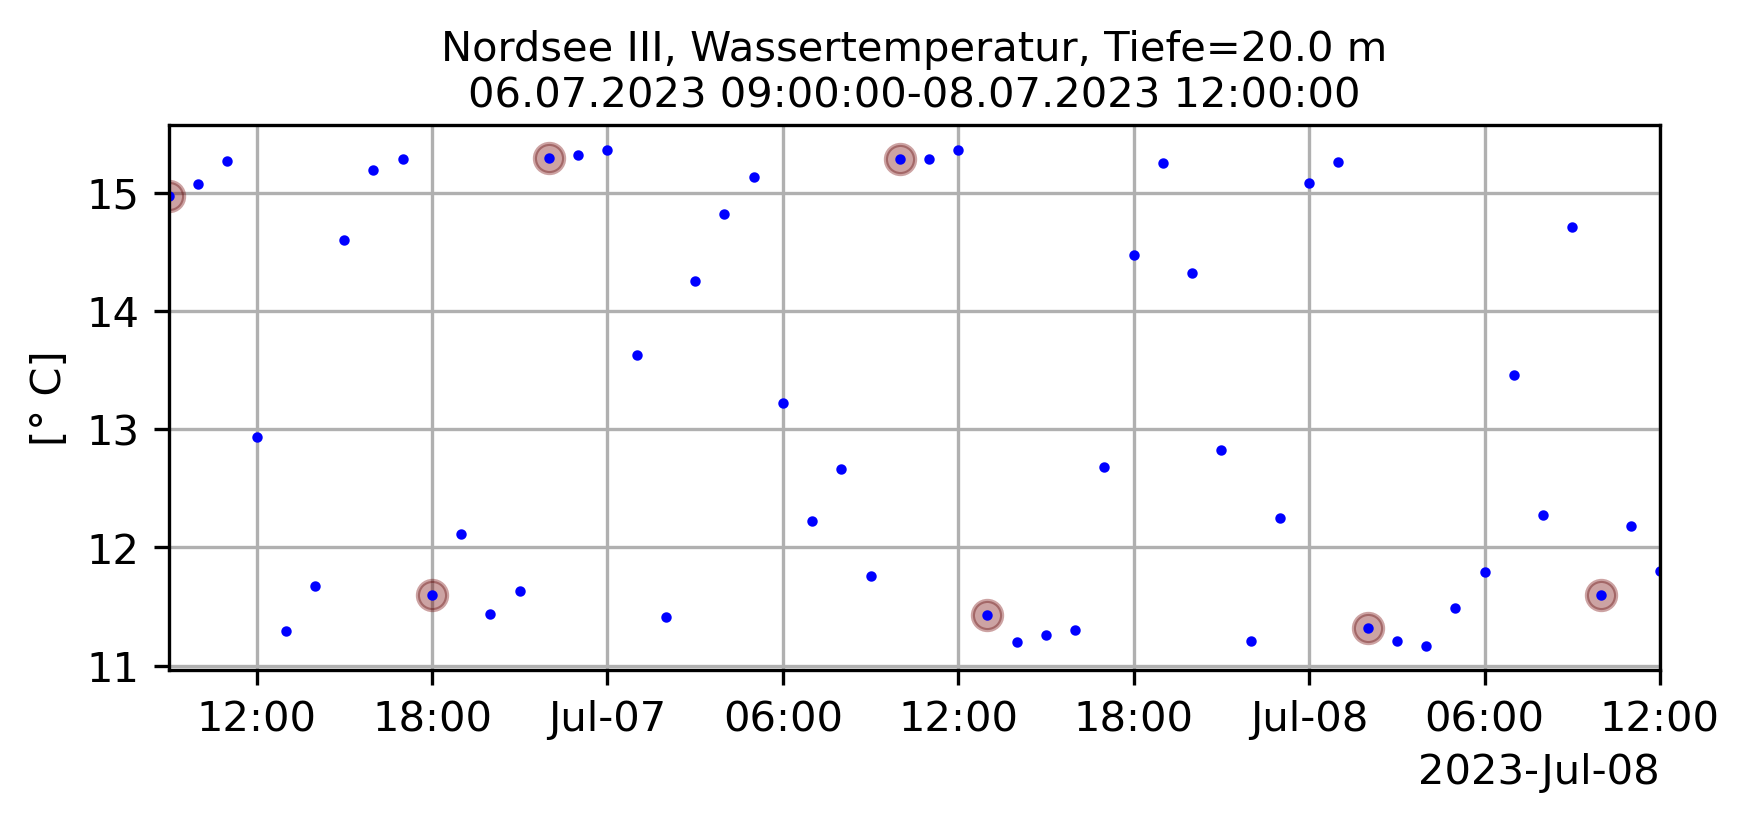 Nordsee III, Wassertemperatur, Tiefe=20.0 m
06.07.2023 09:00:00-08.07.2023 12:00:00
[° C]
15
14
13
12
11
12:00 18:00 Jul-07 06:00 12:00 18:00 Jul-08 06:00 12:00
2023-Jul-08